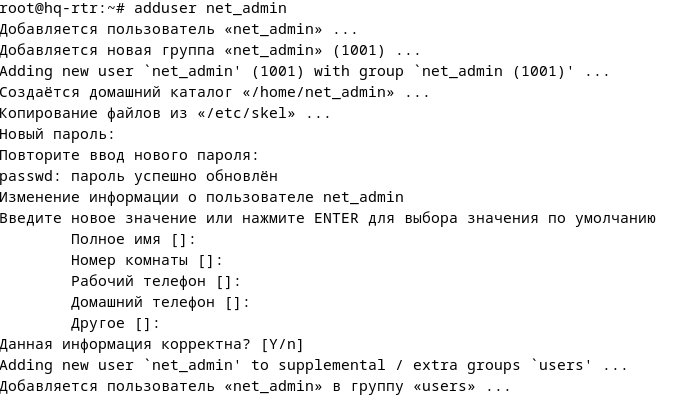 root@hq-rtr:~# adduser net_admin
Добавляется пользователь «net_admin» ...
Добавляется новая группа «net_admin» (1001) ...
Adding new user `net_admin' (1001) with group `net_admin (1001)' ...
Создаётся домашний каталог «/home/net_admin» ...
Копирование файлов из «/etc/skel» ...
Новый пароль:
Повторите ввод нового пароля:
passwd: пароль успешно обновлён
Изменение информации о пользователе net_admin
Введите новое значение или нажмите ENTER для выбора значения по умолчанию
Полное имя []:
Номер комнаты []:
Рабочий телефон []:
Домашний телефон []:
Другое []:
Данная информация корректна? [Y/n]
Adding new user `net_admin' to supplemental / extra groups `users' ...
Добавляется пользователь «net_admin» в группу «users» ...